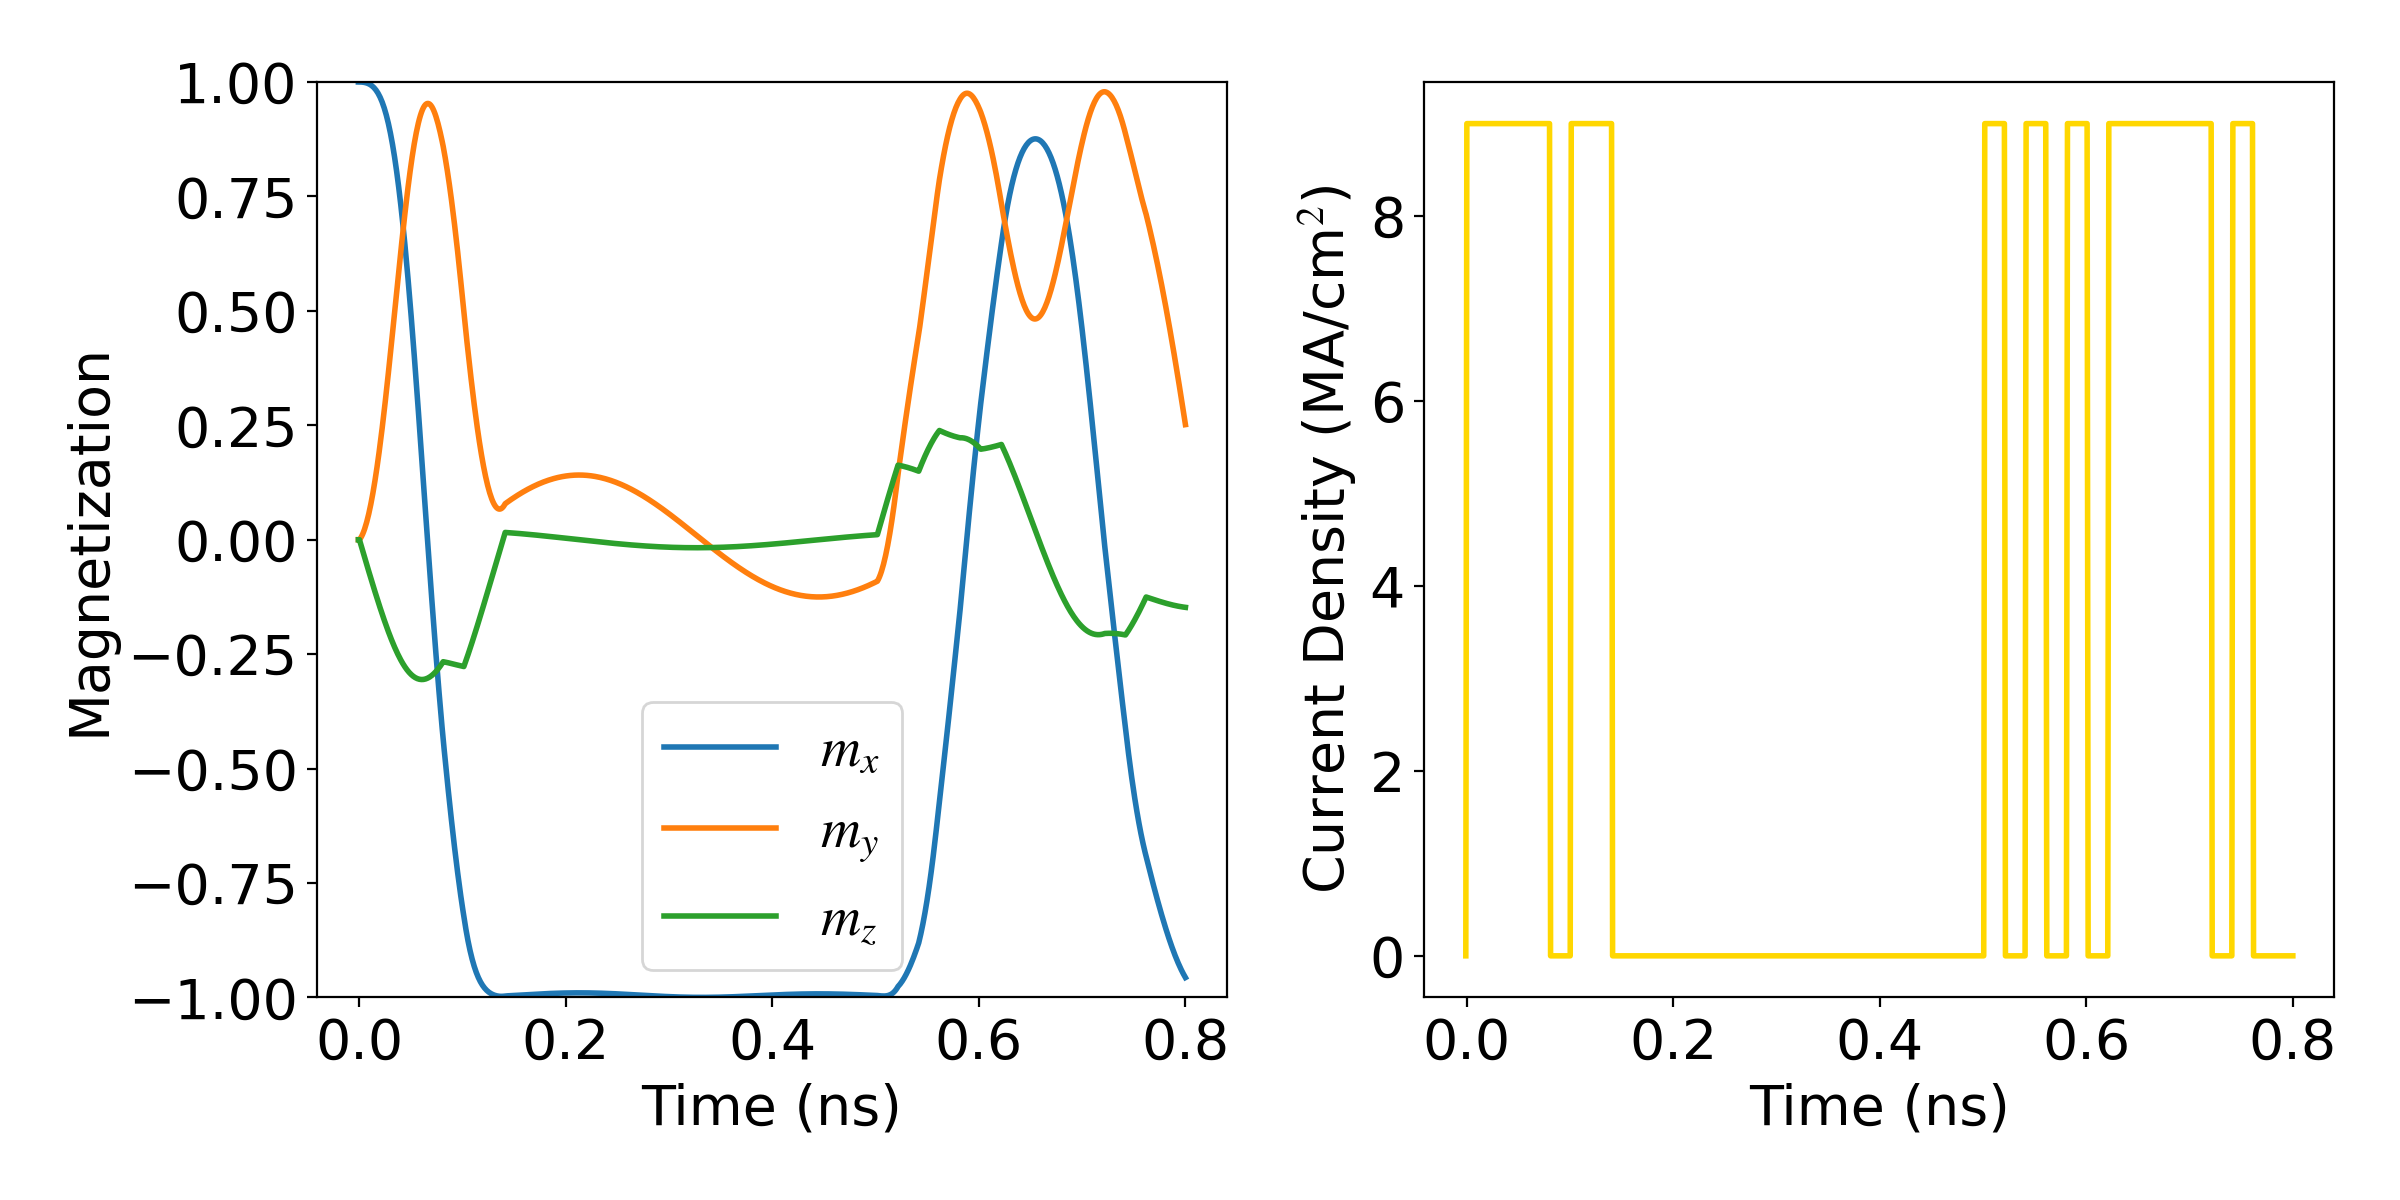 Magnetization
1.00
0.75
0.50
0.25
0.00
−0.25
−0.50
−0.75
−1.00
0.0 0.2 0.4 0.6 0.8
Time (ns)
m_x
m_y
m_z
Current Density (MA/cm²)
8
6
4
2
0
0.0 0.2 0.4 0.6 0.8
Time (ns)